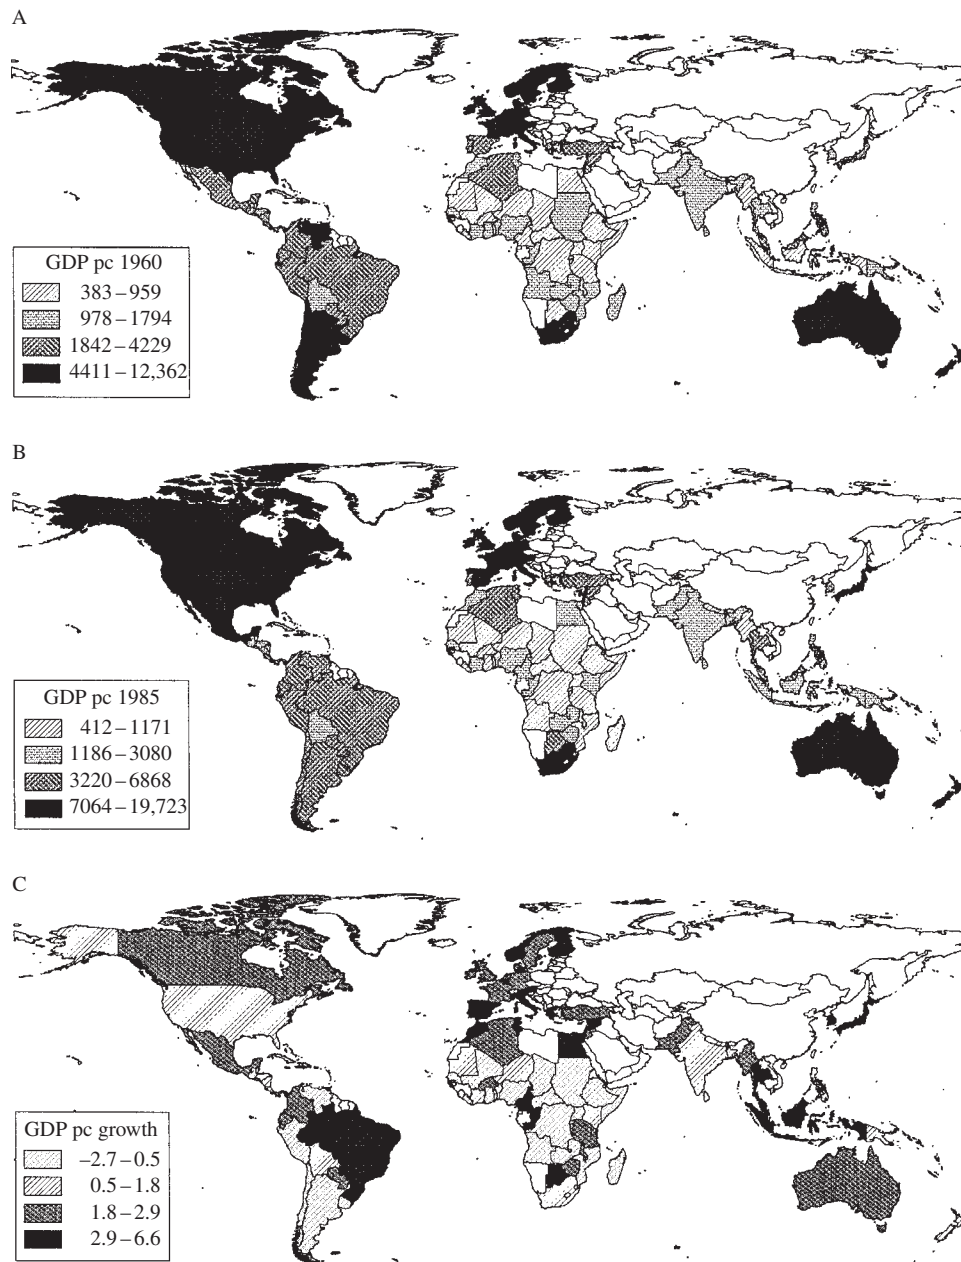 A
GDP pc 1960
383–959
978–1794
1842–4229
4411–12,362
B
GDP pc 1985
412–1171
1186–3080
3220–6868
7064–19,723
C
GDP pc growth
–2.7–0.5
0.5–1.8
1.8–2.9
2.9–6.6